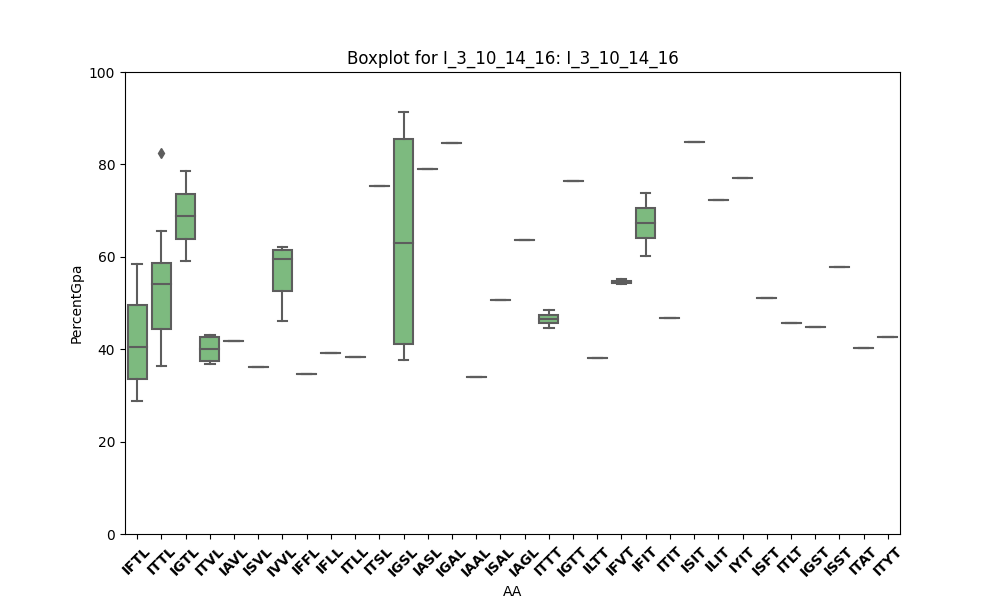 Boxplot for I_3_10_14_16: I_3_10_14_16
100
80
60
40
20
0
PercentGpa
IFTL ITTL IGTL ITVL IAVL ISVL IVVL IFFL IFLL ITLL ITSL IGSL IASL IGAL IAAL ISAL IAGL ITTT IGTT ILTT IFVT IFIT ITIT ISIT ILIT IYIT ISFT ITLT IGST ISST ITAT ITYT
AA